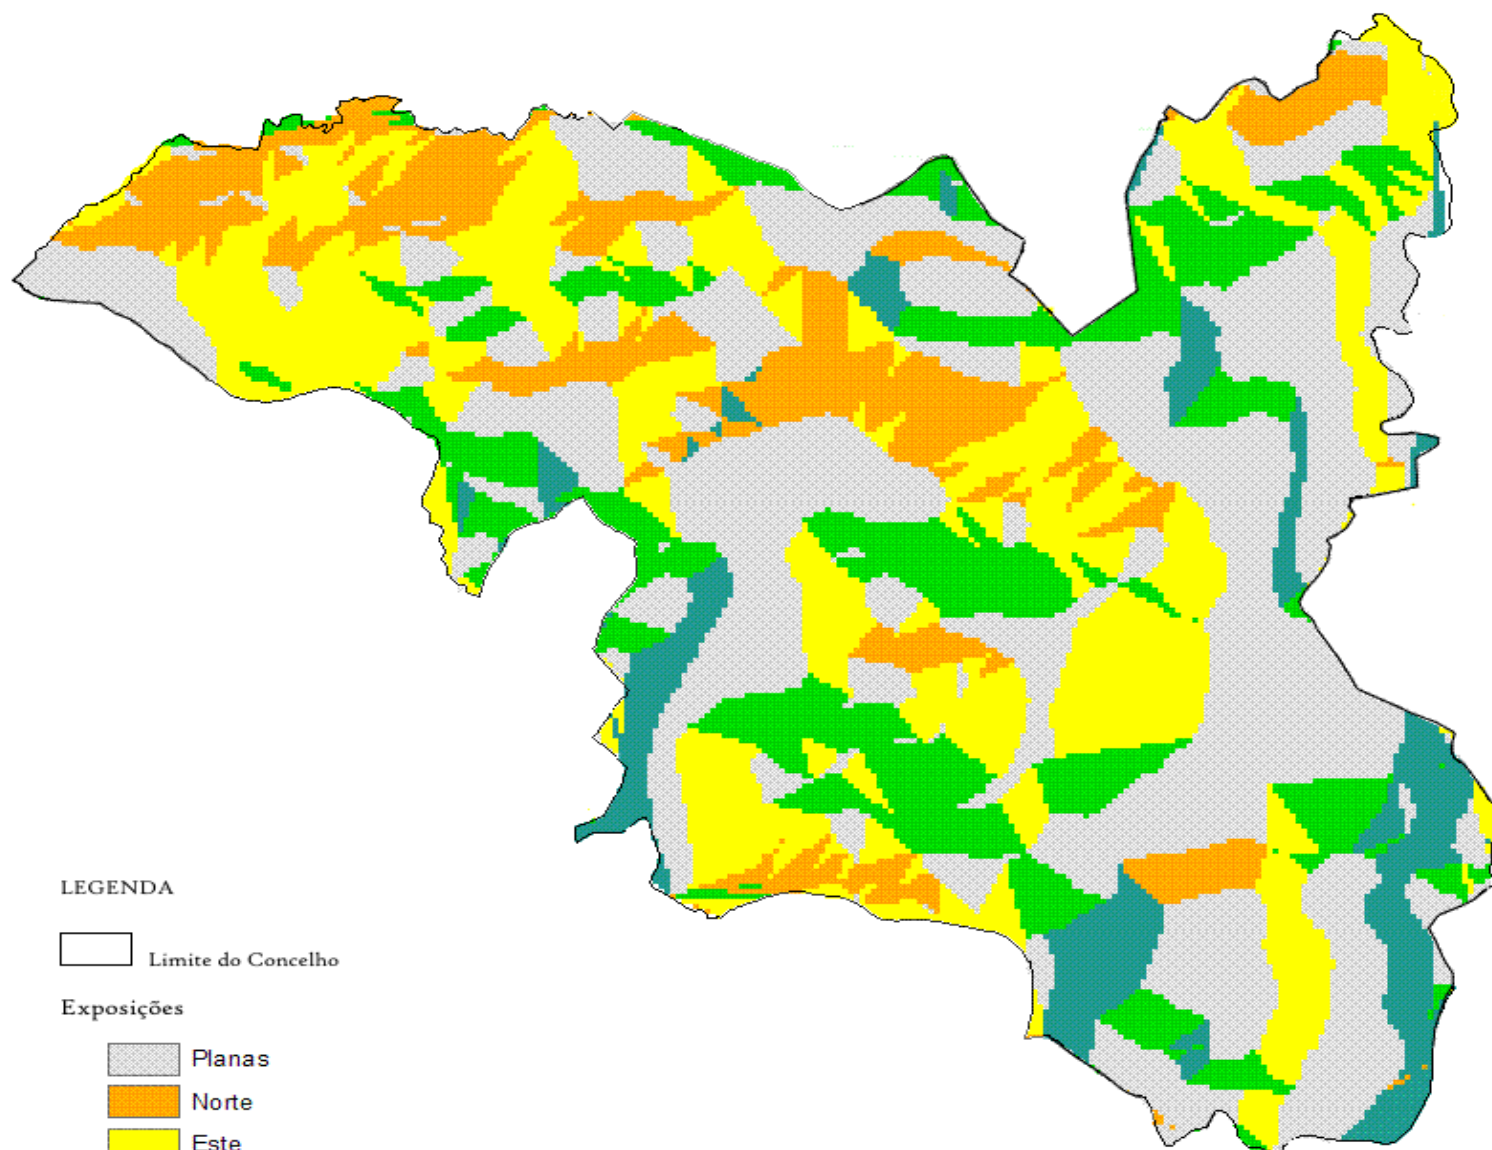 LEGENDA
Limite do Concelho
Exposições
Planas
Norte
Este